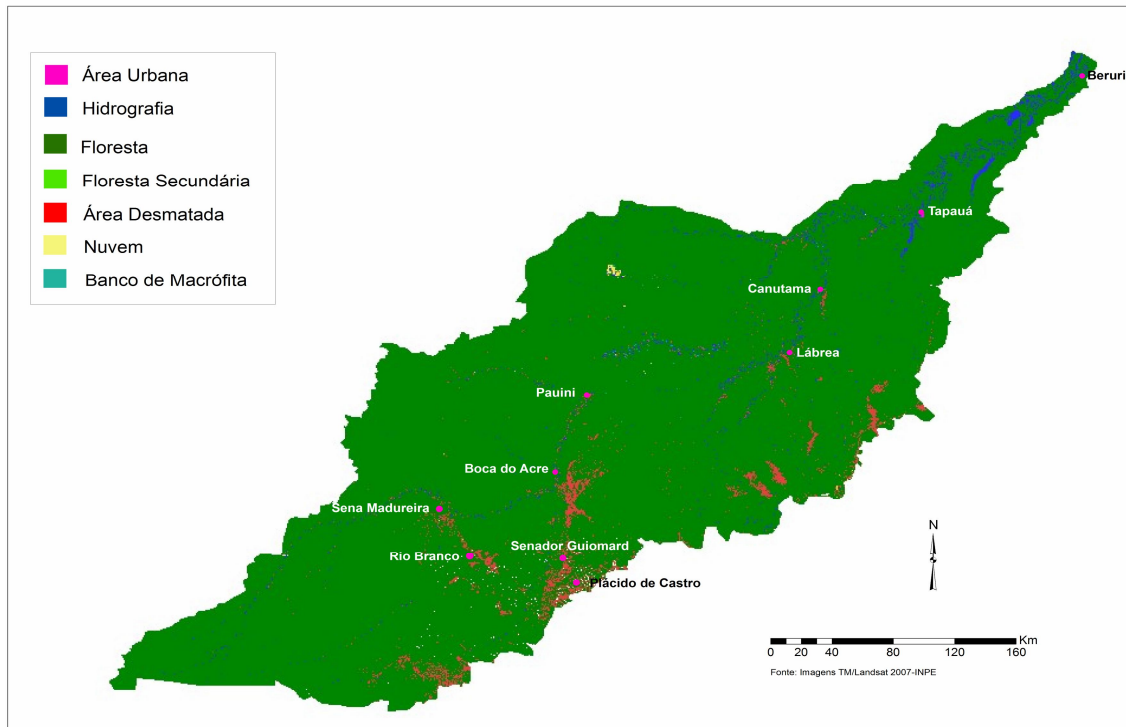 Área Urbana
Hidrografia
Floresta
Floresta Secundária
Área Desmatada
Nuvem
Banco de Macrófita
Beruri
Tapauá
Canutama
Lábrea
Pauini
Boca do Acre
Sena Madureira
Rio Branco
Senador Guiomard
Plácido de Castro
N
Km
0 20 40 80 120 160
Fonte: Imagens TM/Landsat 2007-INPE